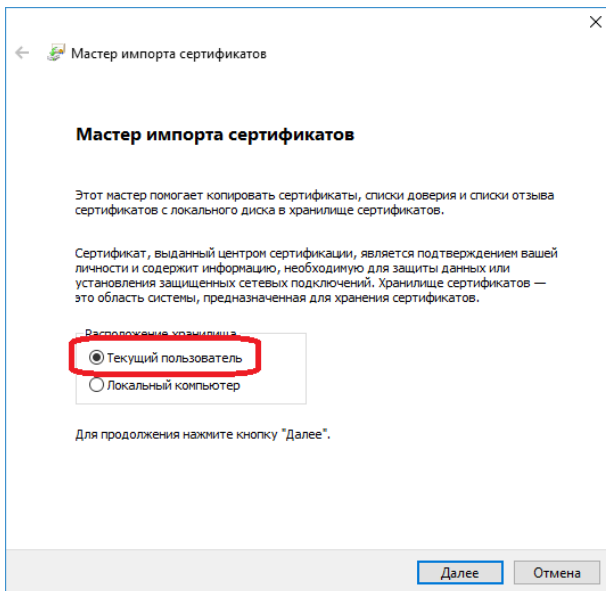 Мастер импорта сертификатов
Мастер импорта сертификатов
Этот мастер помогает копировать сертификаты, списки доверия и списки отзыва
сертификатов с локального диска в хранилище сертификатов.
Сертификат, выданный центром сертификации, является подтверждением вашей
личности и содержит информацию, необходимую для защиты данных или
установления защищенных сетевых подключений. Хранилище сертификатов —
это область системы, предназначенная для хранения сертификатов.
Расположение хранилища
Текущий пользователь
Локальный компьютер
Для продолжения нажмите кнопку "Далее".
Далее
Отмена